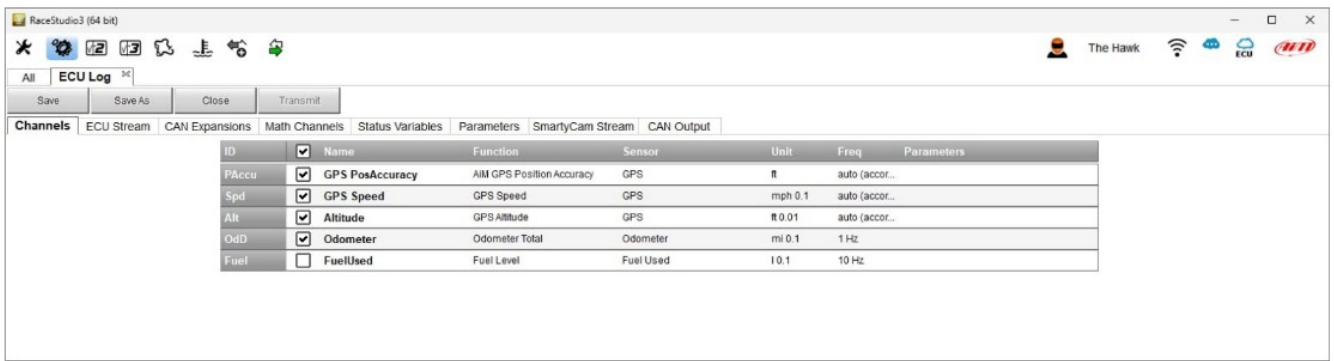 RaceStudio3 (64 bit)
The Hawk ECU AiM
All ECU Log
Save Save As Close Transmit
Channels ECU Stream CAN Expansions Math Channels Status Variables Parameters SmartyCam Stream CAN Output
ID Name Function Sensor Unit Freq Parameters
PAccu GPS PosAccuracy AiM GPS Position Accuracy GPS ft auto (accor...
Spd GPS Speed GPS Speed GPS mph 0.1 auto (accor...
Alt Altitude GPS Altitude GPS ft 0.01 auto (accor...
OdD Odometer Odometer Total Odometer mi 0.1 1 Hz
Fuel FuelUsed Fuel Level Fuel Used l 0.1 10 Hz